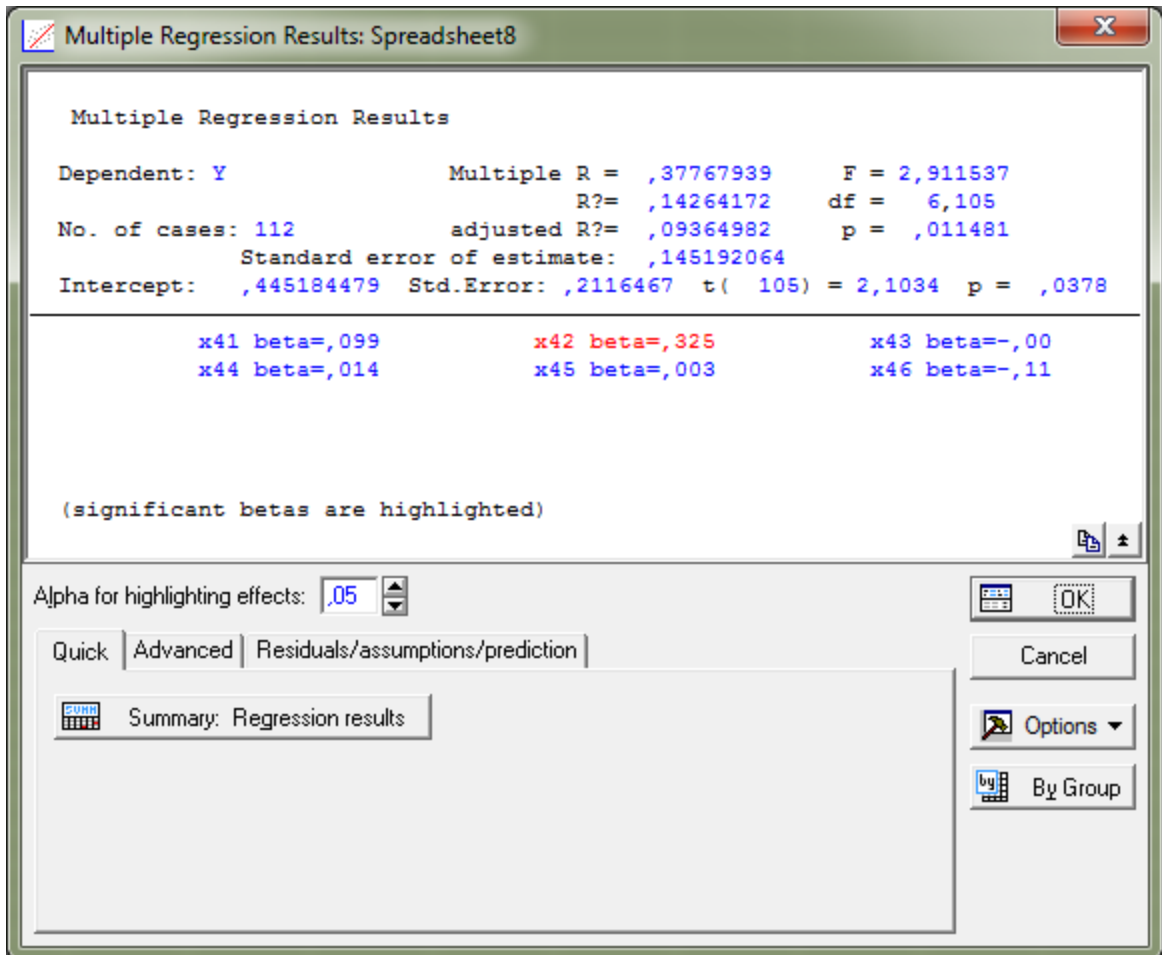 Multiple Regression Results: Spreadsheet8
Multiple Regression Results
Dependent: Y Multiple R = ,37767939 F = 2,911537
R?= ,14264172 df = 6,105
No. of cases: 112 adjusted R?= ,09364982 p = ,011481
Standard error of estimate: ,145192064
Intercept: ,445184479 Std.Error: ,2116467 t( 105) = 2,1034 p = ,0378
x41 beta=,099 x42 beta=,325 x43 beta=-,00
x44 beta=,014 x45 beta=,003 x46 beta=-,11
(significant betas are highlighted)
Alpha for highlighting effects: ,05
OK
Quick Advanced Residuals/assumptions/prediction
Cancel
SUMM Summary: Regression results
Options
by By Group